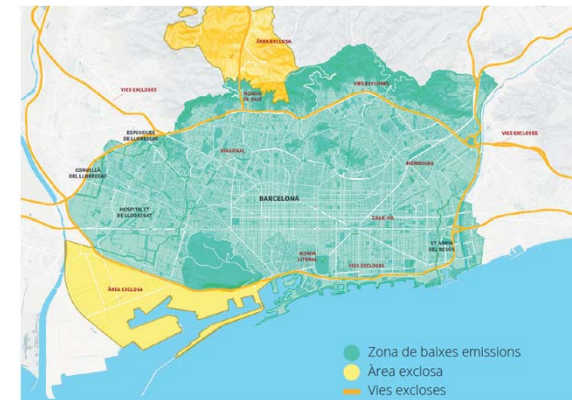 ÀREA EXCLOSA
VIES EXCLOSES
RONDA
DE DALT
VIES EXCLOSES
ESPLUGUES
DE LLOBREGAT
VIES EXCLOSES
DIAGONAL
MERIDIANA
CORNELLÀ
DEL LLOBREGAT
BARCELONA
HOSPITALET
DE LLOBREGAT
GRAN VIA
ST. ADRIÀ
DEL BESÒS
RONDA
LITORAL
VIES EXCLOSES
ÀREA EXCLOSA
Zona de baixes emissions
Àrea exclosa
Vies excloses